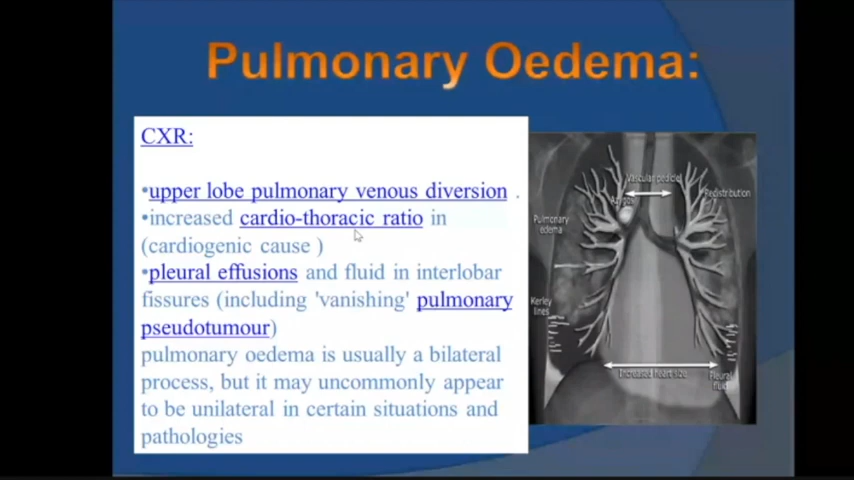 Pulmonary Oedema:
CXR:
•upper lobe pulmonary venous diversion .
•increased cardio-thoracic ratio in
(cardiogenic cause )
•pleural effusions and fluid in interlobar
fissures (including 'vanishing' pulmonary
pseudotumour)
pulmonary oedema is usually a bilateral
process, but it may uncommonly appear
to be unilateral in certain situations and
pathologies
Vascular pedicle
Redistribution
Azygos
Pulmonary
edema
Kerley
lines
Increased heart size
Pleural
fluid